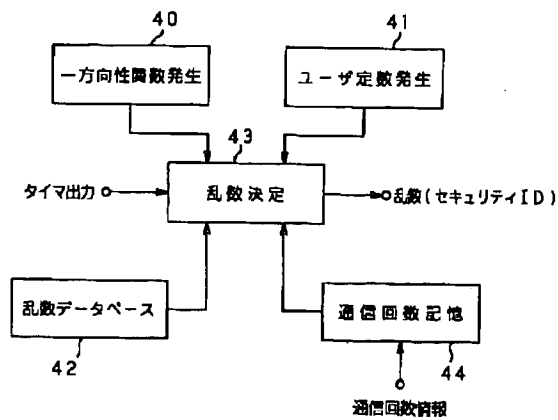 40
41
一方向性関数発生
ユーザ定数発生
43
タイマ出力
乱数決定
乱数(セキュリティID)
乱数データベース
通信回数記憶
42
44
通信回数情報